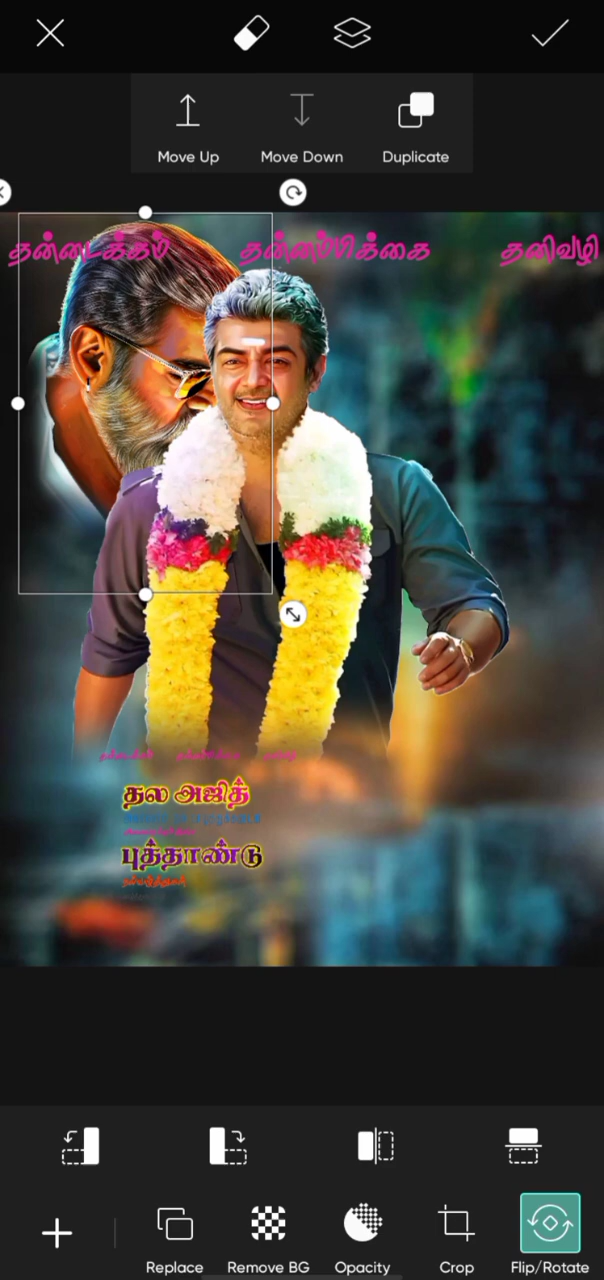 Move Up Move Down Duplicate
தன்னடக்கம் தன்னம்பிக்கை தனிவழி
தல அஜித்
புத்தாண்டு
Replace Remove BG Opacity Crop Flip/Rotate